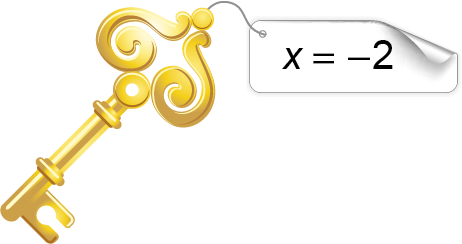 x = –2